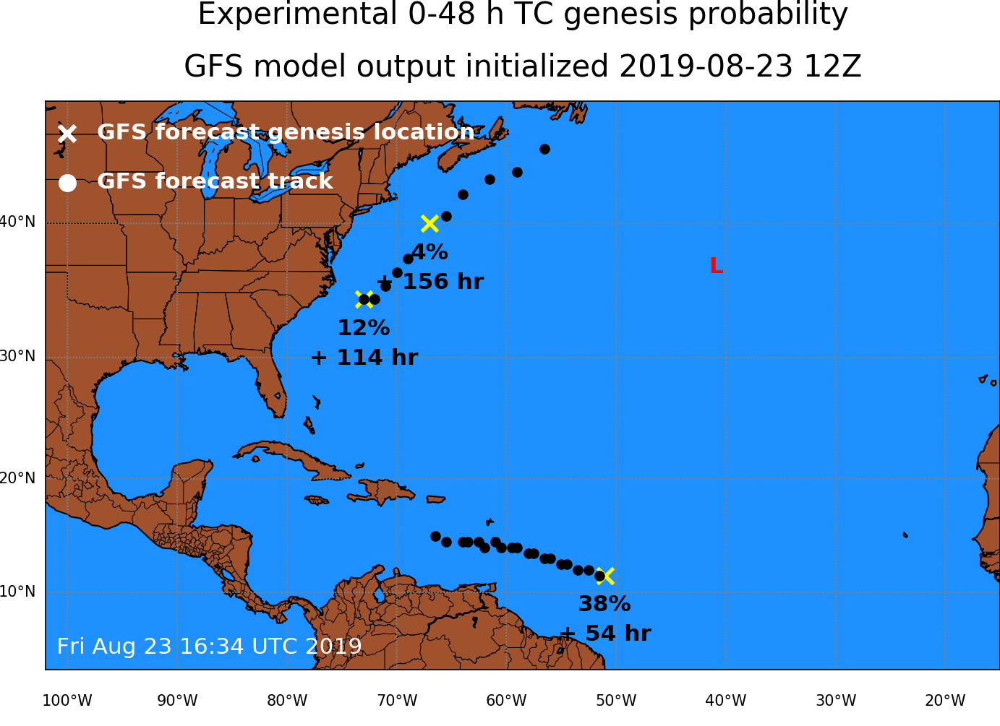 Experimental 0-48 h TC genesis probability
GFS model output initialized 2019-08-23 12Z
GFS forecast genesis location
GFS forecast track
40°N
4%
+ 156 hr
L
12%
+ 114 hr
30°N
20°N
10°N
38%
+ 54 hr
Fri Aug 23 16:34 UTC 2019
100°W 90°W 80°W 70°W 60°W 50°W 40°W 30°W 20°W